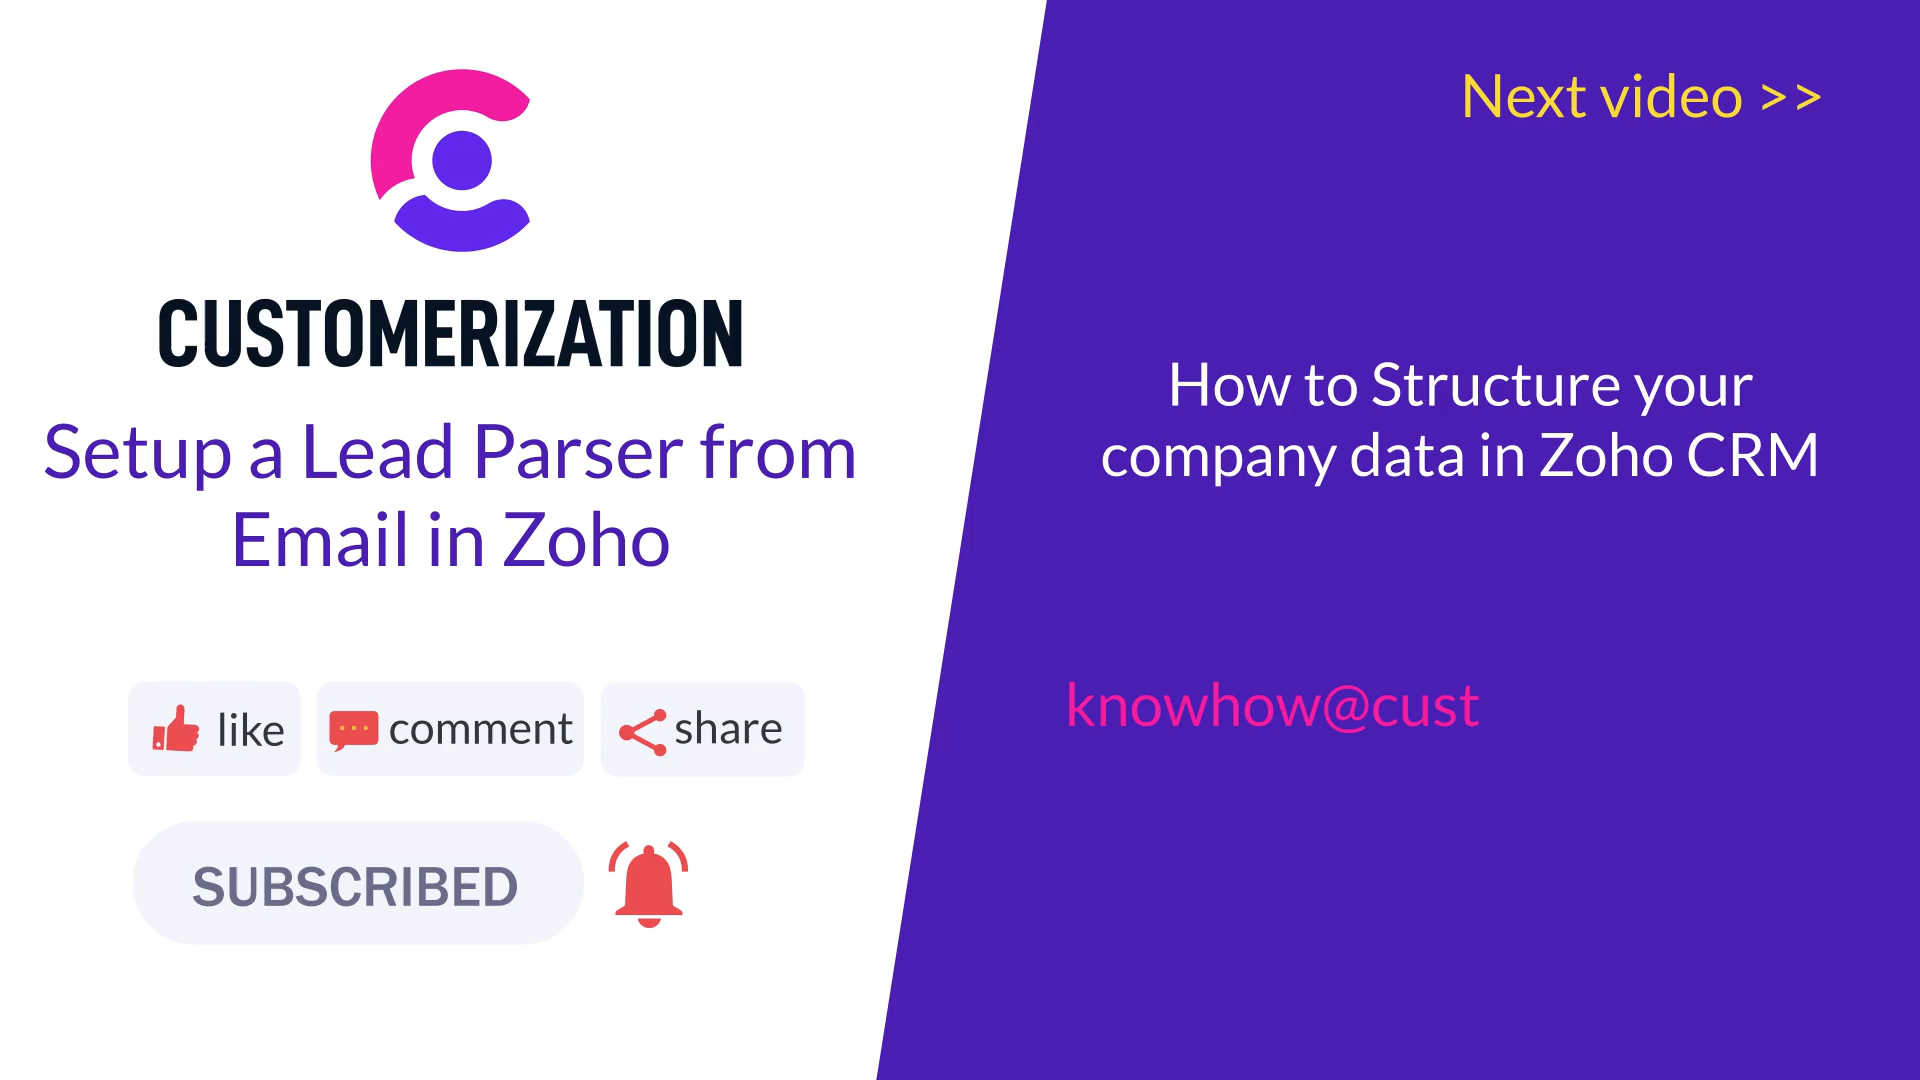 CUSTOMERIZATION
Setup a Lead Parser from
Email in Zoho
like
comment
share
SUBSCRIBED
Next video >>
How to Structure your
company data in Zoho CRM
knowhow@cust